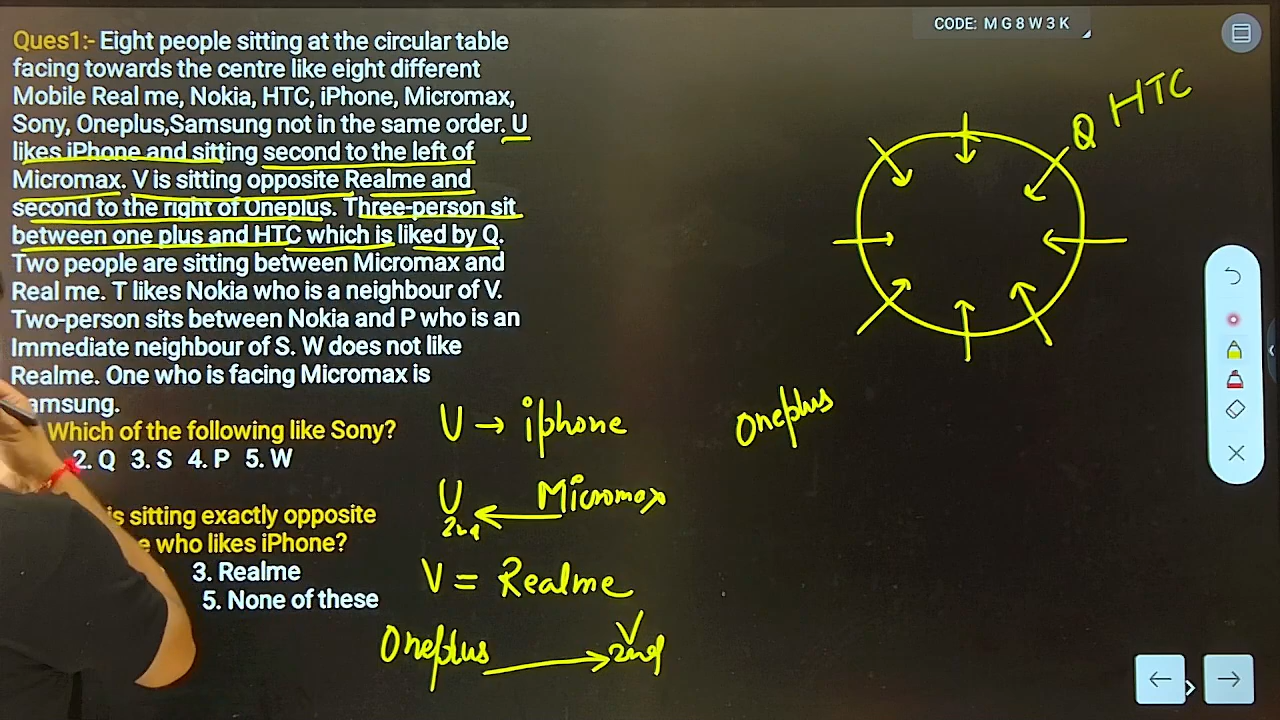 CODE: M G 8 W 3 K
Ques1:- Eight people sitting at the circular table
facing towards the centre like eight different
Mobile Real me, Nokia, HTC, iPhone, Micromax,
Sony, Oneplus,Samsung not in the same order. U
likes iPhone and sitting second to the left of
Micromax. V is sitting opposite Realme and
second to the right of Oneplus. Three-person sit
between one plus and HTC which is liked by Q.
Two people are sitting between Micromax and
Real me. T likes Nokia who is a neighbour of V.
Two-person sits between Nokia and P who is an
Immediate neighbour of S. W does not like
Realme. One who is facing Micromax is
amsung.
Which of the following like Sony?
2. Q 3. S 4. P 5. W
is sitting exactly opposite
e who likes iPhone?
3. Realme
5. None of these
U → iphone
U Micromax
2nd
V = Realme
Oneplus V
2nd
Q HTC
Oneplus